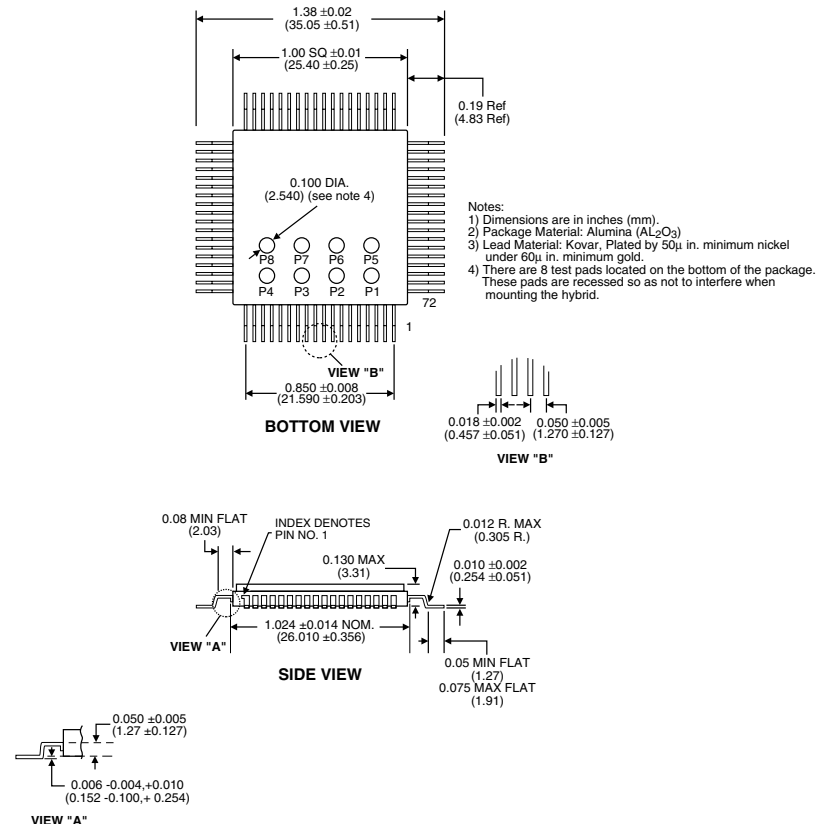 1.38 ±0.02
(35.05 ±0.51)
1.00 SQ ±0.01
(25.40 ±0.25)
0.19 Ref
(4.83 Ref)
0.100 DIA.
(2.540) (see note 4)
P8 P7 P6 P5
P4 P3 P2 P1
72
1
VIEW "B"
0.850 ±0.008
(21.590 ±0.203)
BOTTOM VIEW
Notes:
1) Dimensions are in inches (mm).
2) Package Material: Alumina (AL2O3)
3) Lead Material: Kovar, Plated by 50µ in. minimum nickel
under 60µ in. minimum gold.
4) There are 8 test pads located on the bottom of the package.
These pads are recessed so as not to interfere when
mounting the hybrid.
0.018 ±0.002
(0.457 ±0.051)
0.050 ±0.005
(1.270 ±0.127)
VIEW "B"
0.08 MIN FLAT
(2.03)
INDEX DENOTES
PIN NO. 1
0.130 MAX
(3.31)
0.012 R. MAX
(0.305 R.)
0.010 ±0.002
(0.254 ±0.051)
VIEW "A"
1.024 ±0.014 NOM.
(26.010 ±0.356)
SIDE VIEW
0.05 MIN FLAT
(1.27)
0.075 MAX FLAT
(1.91)
0.050 ±0.005
(1.27 ±0.127)
0.006 -0.004,+0.010
(0.152 -0.100,+ 0.254)
VIEW "A"